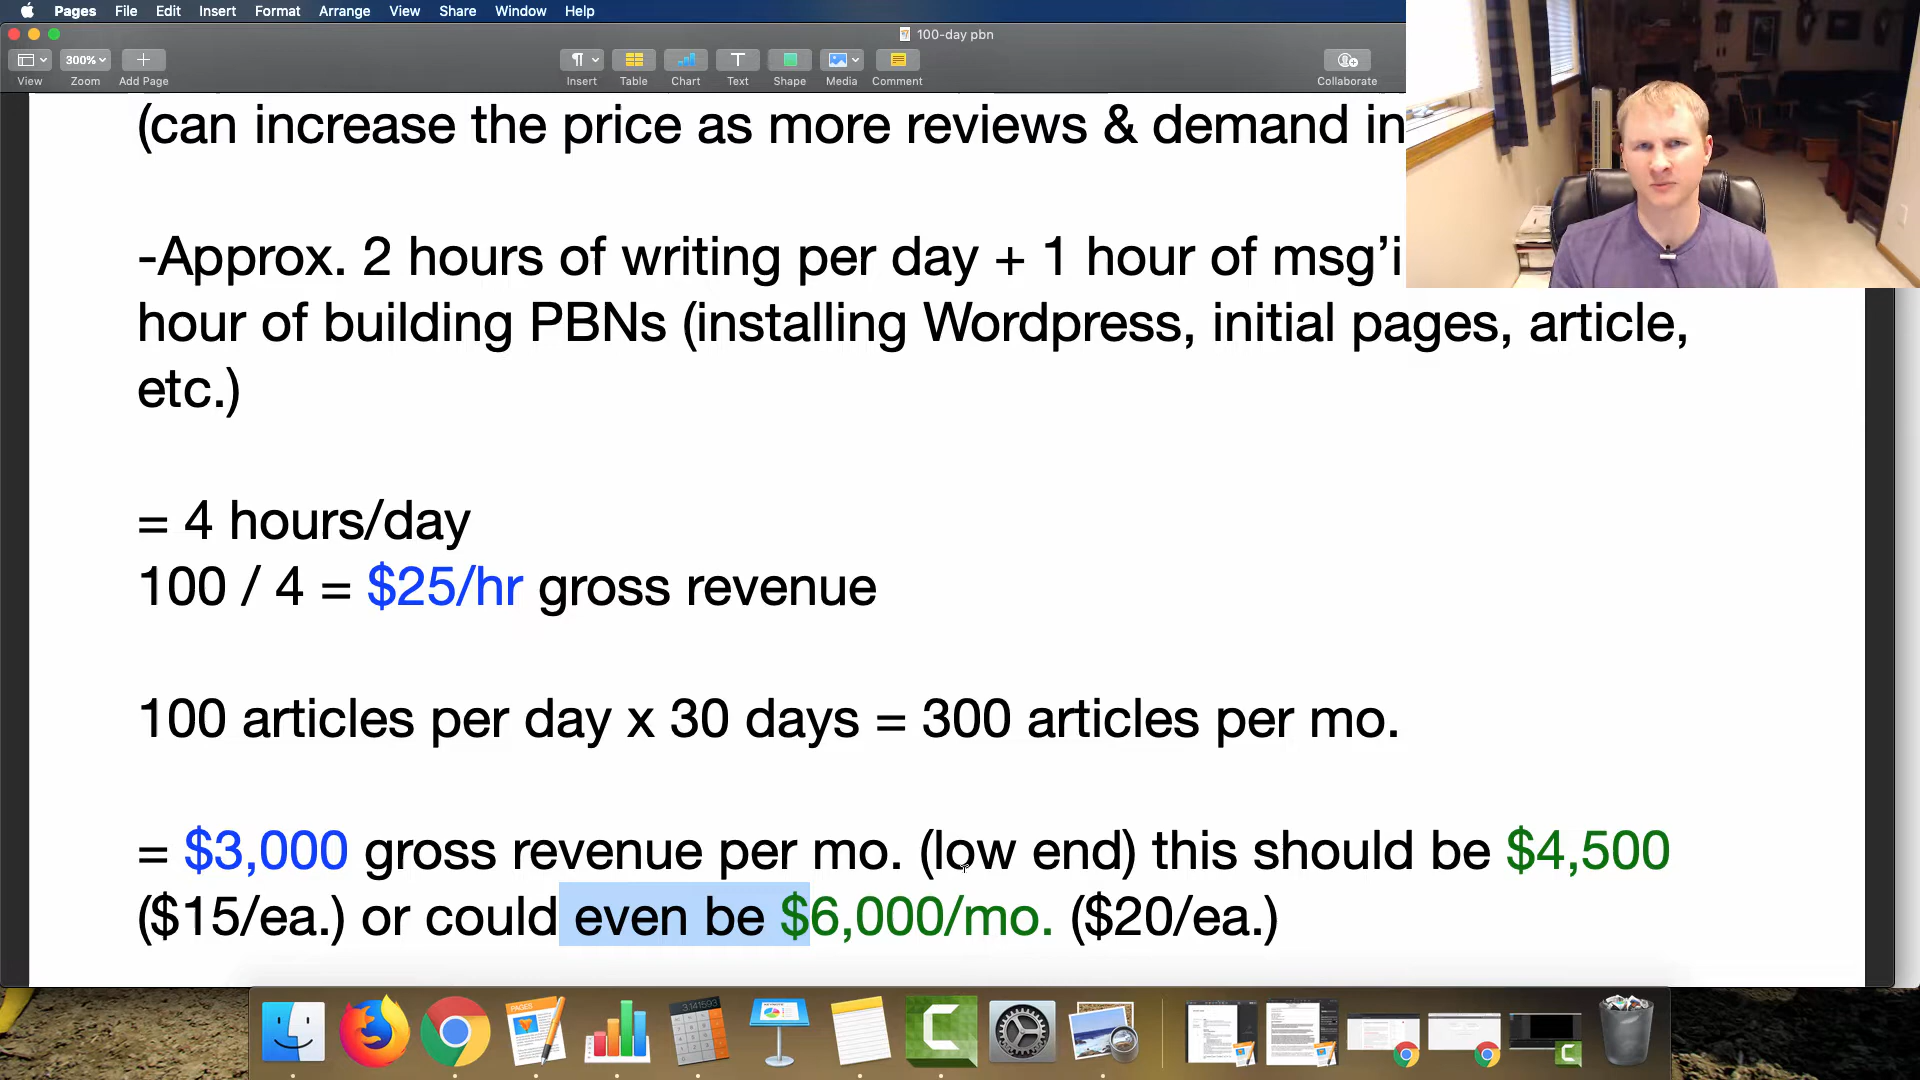 Pages File Edit Insert Format Arrange View Share Window Help
100-day pbn
300%
View Zoom Add Page Insert Table Chart Text Shape Media Comment Collaborate
(can increase the price as more reviews & demand in
-Approx. 2 hours of writing per day + 1 hour of msg’i
hour of building PBNs (installing Wordpress, initial pages, article,
etc.)
= 4 hours/day
100 / 4 = $25/hr gross revenue
100 articles per day x 30 days = 300 articles per mo.
= $3,000 gross revenue per mo. (low end) this should be $4,500
($15/ea.) or could even be $6,000/mo. ($20/ea.)
PAGES
3.141593